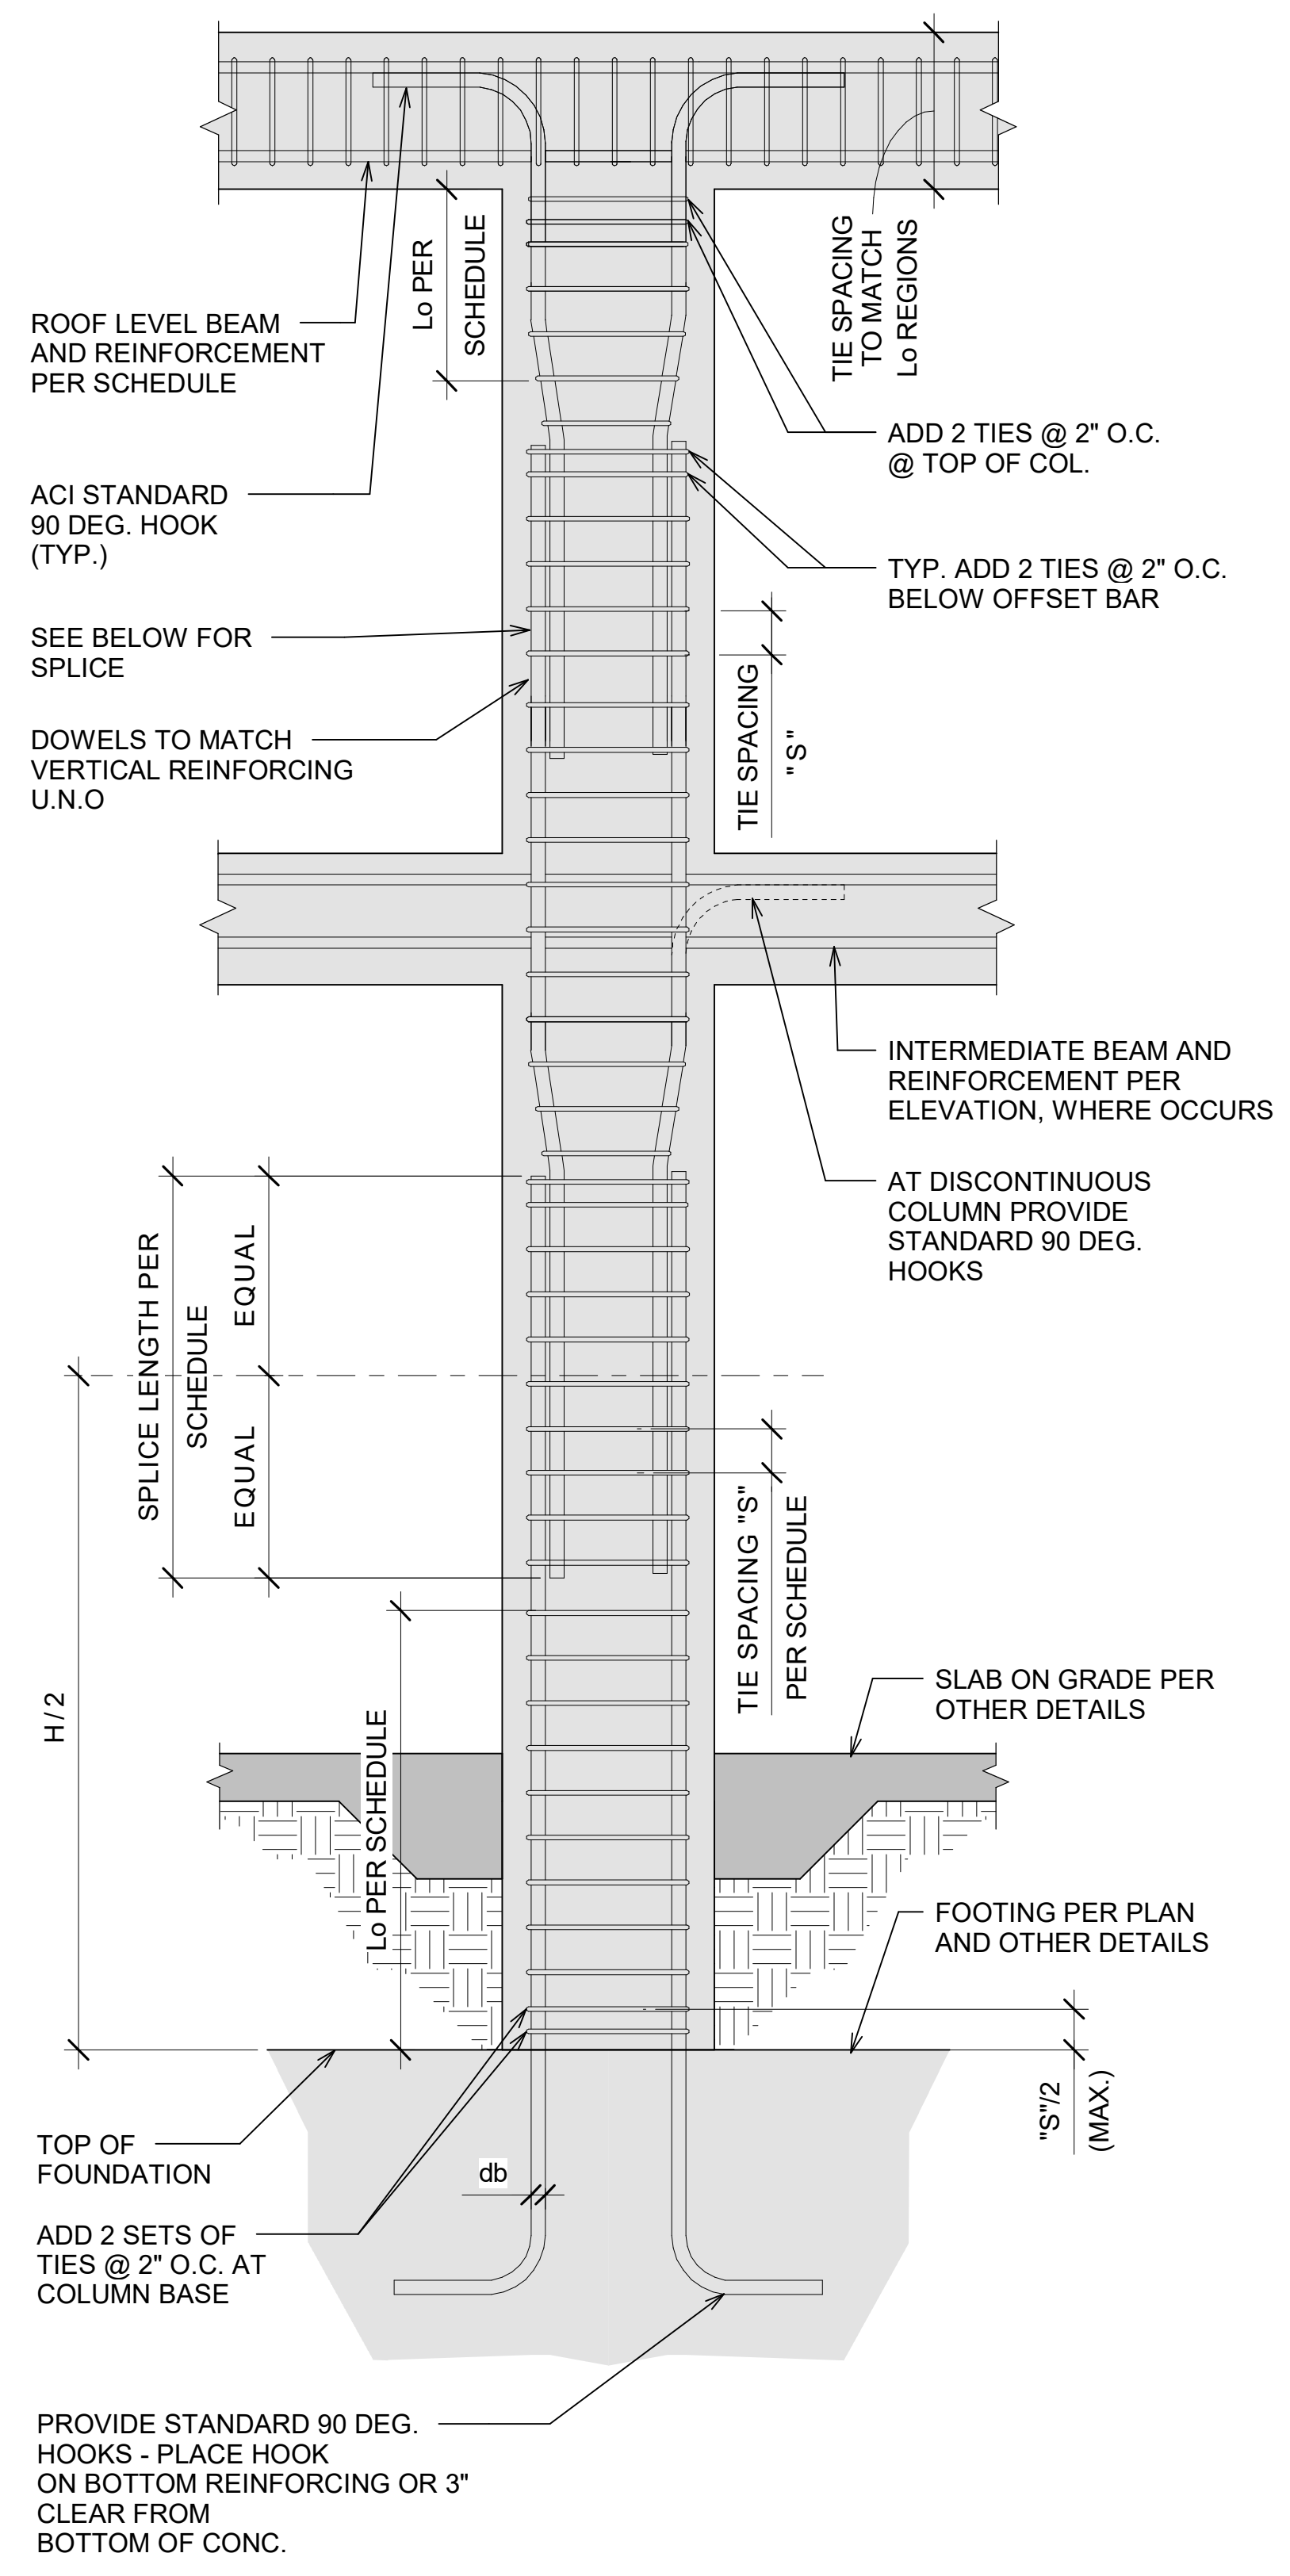 Lo PER
SCHEDULE
TIE SPACING
TO MATCH
Lo REGIONS
ROOF LEVEL BEAM
AND REINFORCEMENT
PER SCHEDULE
ADD 2 TIES @ 2" O.C.
@ TOP OF COL.
ACI STANDARD
90 DEG. HOOK
(TYP.)
TYP. ADD 2 TIES @ 2" O.C.
BELOW OFFSET BAR
SEE BELOW FOR
SPLICE
DOWELS TO MATCH
VERTICAL REINFORCING
U.N.O
TIE SPACING
"S"
INTERMEDIATE BEAM AND
REINFORCEMENT PER
ELEVATION, WHERE OCCURS
AT DISCONTINUOUS
COLUMN PROVIDE
STANDARD 90 DEG.
HOOKS
SPLICE LENGTH PER
SCHEDULE
EQUAL
EQUAL
TIE SPACING "S"
PER SCHEDULE
H/2
Lo PER SCHEDULE
SLAB ON GRADE PER
OTHER DETAILS
FOOTING PER PLAN
AND OTHER DETAILS
"S"/2
(MAX.)
TOP OF
FOUNDATION
db
ADD 2 SETS OF
TIES @ 2" O.C. AT
COLUMN BASE
PROVIDE STANDARD 90 DEG.
HOOKS - PLACE HOOK
ON BOTTOM REINFORCING OR 3"
CLEAR FROM
BOTTOM OF CONC.